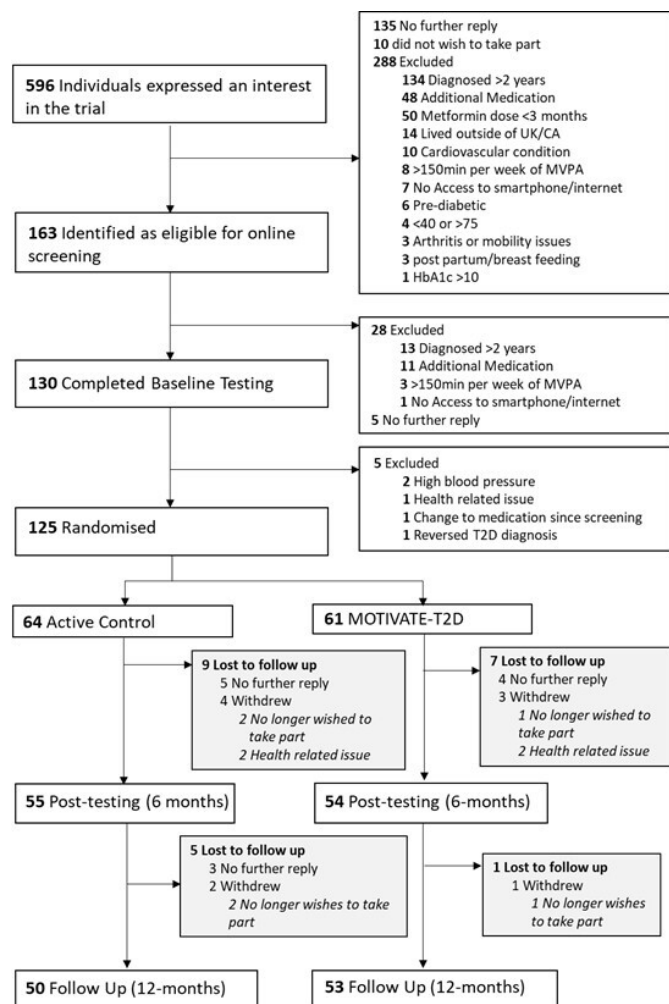 135 No further reply
10 did not wish to take part
288 Excluded
134 Diagnosed >2 years
48 Additional Medication
50 Metformin dose <3 months
14 Lived outside of UK/CA
10 Cardiovascular condition
8 >150min per week of MVPA
7 No Access to smartphone/internet
6 Pre-diabetic
4 <40 or >75
3 Arthritis or mobility issues
3 post partum/breast feeding
1 HbA1c >10
596 Individuals expressed an interest
in the trial
163 Identified as eligible for online
screening
28 Excluded
13 Diagnosed >2 years
11 Additional Medication
3 >150min per week of MVPA
1 No Access to smartphone/internet
5 No further reply
130 Completed Baseline Testing
5 Excluded
2 High blood pressure
1 Health related issue
1 Change to medication since screening
1 Reversed T2D diagnosis
125 Randomised
64 Active Control
61 MOTIVATE-T2D
9 Lost to follow up
5 No further reply
4 Withdrew
2 No longer wished to
take part
2 Health related issue
7 Lost to follow up
4 No further reply
3 Withdrew
1 No longer wished to
take part
2 Health related issue
55 Post-testing (6 months)
54 Post-testing (6-months)
5 Lost to follow up
3 No further reply
2 Withdrew
2 No longer wishes to take
part
1 Lost to follow up
1 Withdrew
1 No longer wishes
to take part
50 Follow Up (12-months)
53 Follow Up (12-months)